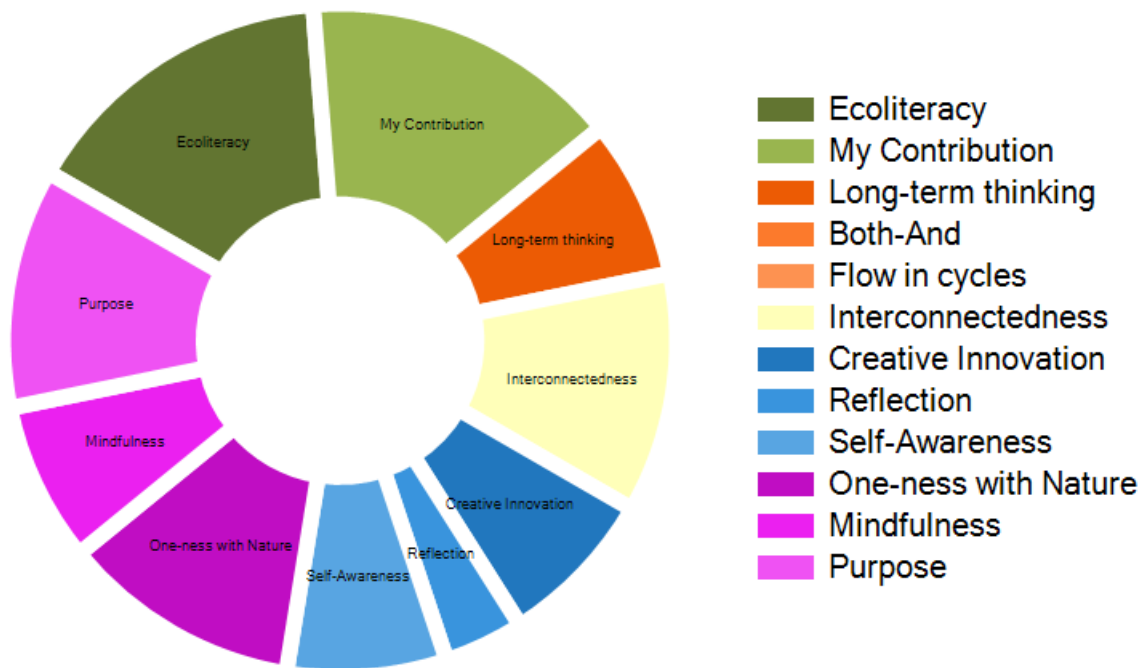 My Contribution
Ecoliteracy
Long-term thinking
Purpose
Interconnectedness
Mindfulness
Creative Innovation
One-ness with Nature
Reflection
Self-Awareness
Ecoliteracy
My Contribution
Long-term thinking
Both-And
Flow in cycles
Interconnectedness
Creative Innovation
Reflection
Self-Awareness
One-ness with Nature
Mindfulness
Purpose